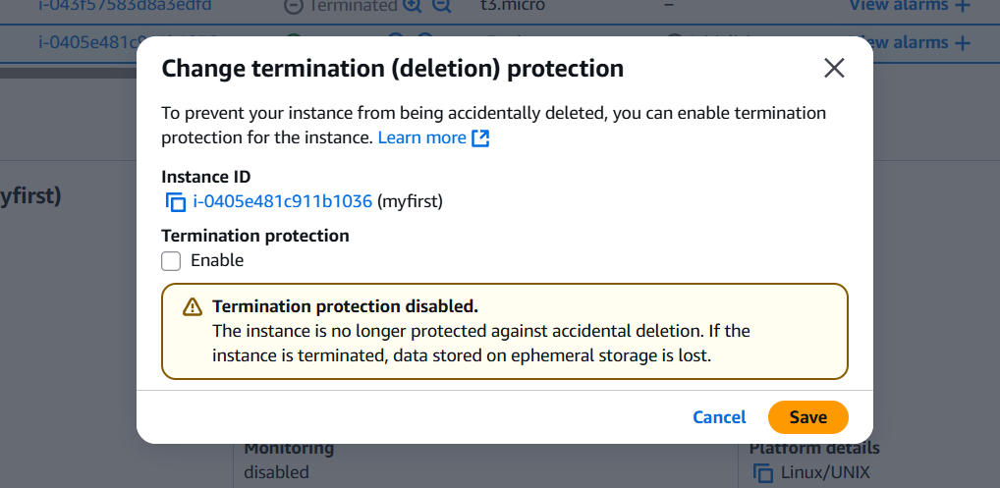 i-043f57583d8a3edfd Terminated t3.micro – View alarms +
i-0405e481c View alarms +
Change termination (deletion) protection
To prevent your instance from being accidentally deleted, you can enable termination
protection for the instance. Learn more
Instance ID
i-0405e481c911b1036 (myfirst)
Termination protection
Enable
Termination protection disabled.
The instance is no longer protected against accidental deletion. If the
instance is terminated, data stored on ephemeral storage is lost.
Cancel Save
yfirst)
Monitoring
disabled
Platform details
Linux/UNIX